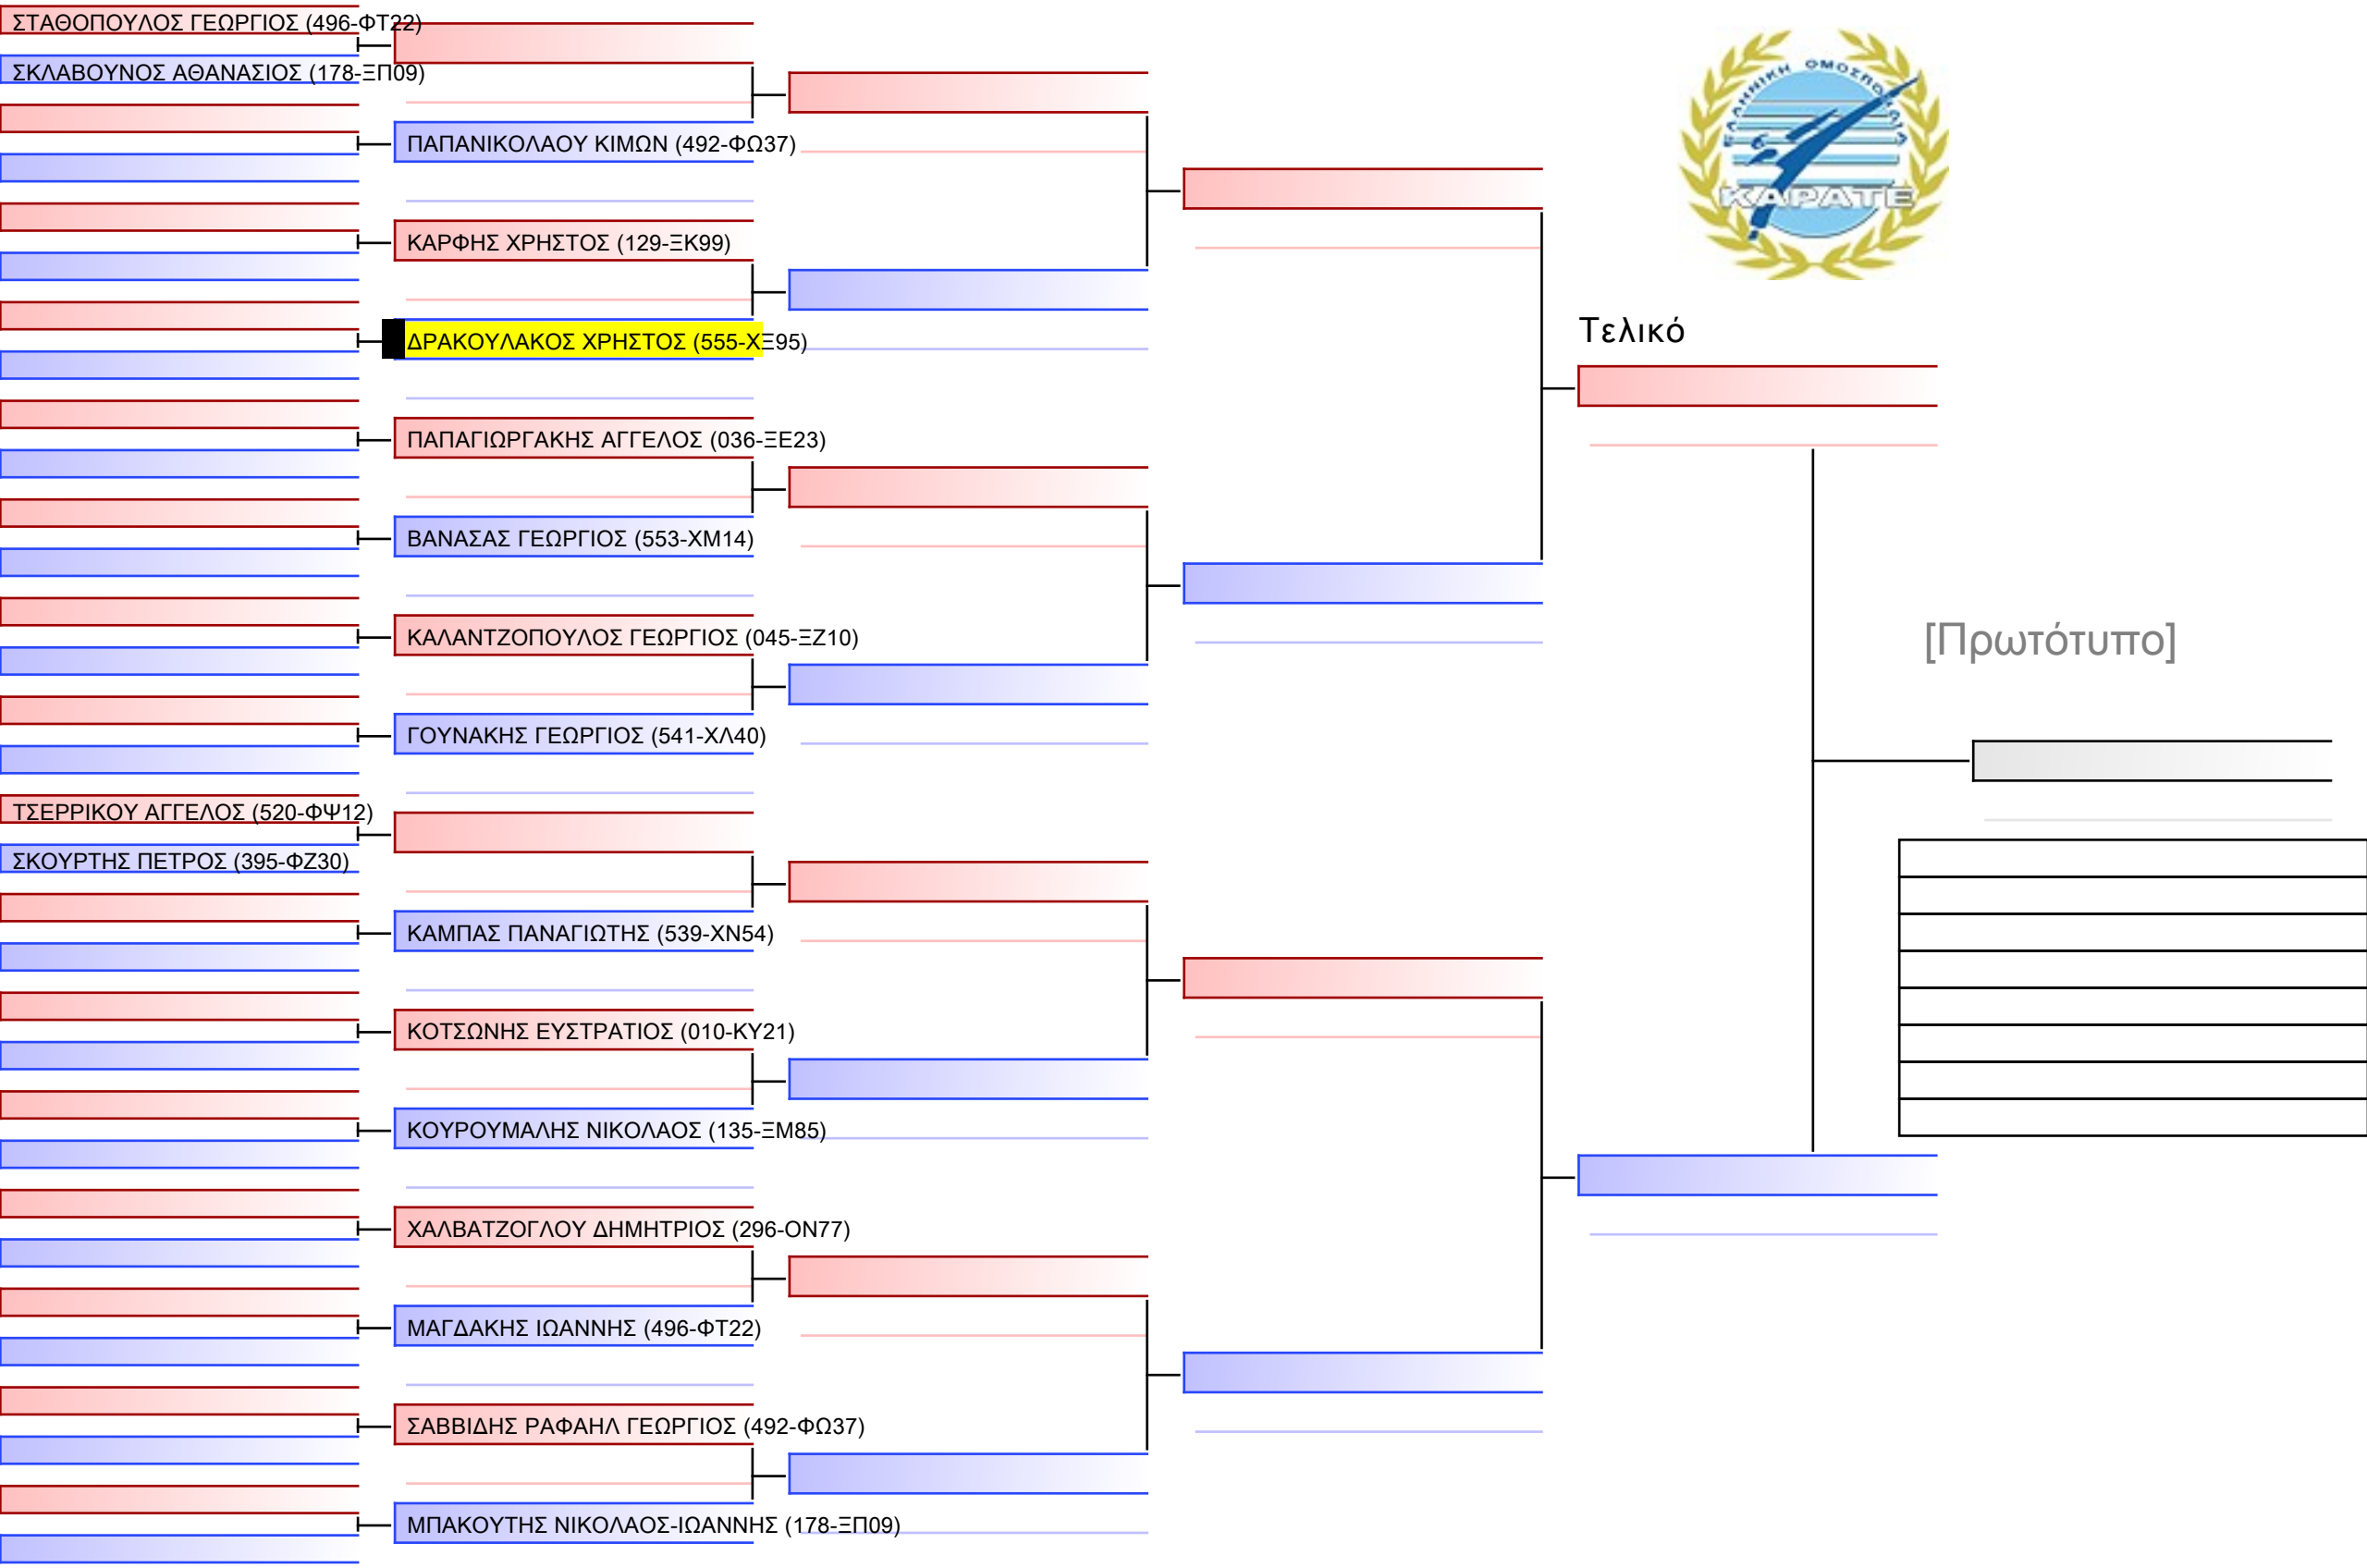 ΣΤΑΘΟΠΟΥΛΟΣ ΓΕΩΡΓΙΟΣ (496-ΦΤ22)
ΣΚΛΑΒΟΥΝΟΣ ΑΘΑΝΑΣΙΟΣ (178-ΞΠ09)
ΕΛΛΗΝΙΚΗ ΟΜΟΣΠΟΝΔΙΑ
ΚΑΡΑΤΕ
ΠΑΠΑΝΙΚΟΛΑΟΥ ΚΙΜΩΝ (492-ΦΩ37)
ΚΑΡΦΗΣ ΧΡΗΣΤΟΣ (129-ΞΚ99)
ΔΡΑΚΟΥΛΑΚΟΣ ΧΡΗΣΤΟΣ (555-ΧΞ95)
Τελικό
ΠΑΠΑΓΙΩΡΓΑΚΗΣ ΑΓΓΕΛΟΣ (036-ΞΕ23)
ΒΑΝΑΣΑΣ ΓΕΩΡΓΙΟΣ (553-ΧΜ14)
ΚΑΛΑΝΤΖΟΠΟΥΛΟΣ ΓΕΩΡΓΙΟΣ (045-ΞΖ10)
[Πρωτότυπο]
ΓΟΥΝΑΚΗΣ ΓΕΩΡΓΙΟΣ (541-ΧΛ40)
ΤΣΕΡΡΙΚΟΥ ΑΓΓΕΛΟΣ (520-ΦΨ12)
ΣΚΟΥΡΤΗΣ ΠΕΤΡΟΣ (395-ΦΖ30)
ΚΑΜΠΑΣ ΠΑΝΑΓΙΩΤΗΣ (539-ΧΝ54)
ΚΟΤΣΩΝΗΣ ΕΥΣΤΡΑΤΙΟΣ (010-ΚΥ21)
ΚΟΥΡΟΥΜΑΛΗΣ ΝΙΚΟΛΑΟΣ (135-ΞΜ85)
ΧΑΛΒΑΤΖΟΓΛΟΥ ΔΗΜΗΤΡΙΟΣ (296-ΟΝ77)
ΜΑΓΔΑΚΗΣ ΙΩΑΝΝΗΣ (496-ΦΤ22)
ΣΑΒΒΙΔΗΣ ΡΑΦΑΗΛ ΓΕΩΡΓΙΟΣ (492-ΦΩ37)
ΜΠΑΚΟΥΤΗΣ ΝΙΚΟΛΑΟΣ-ΙΩΑΝΝΗΣ (178-ΞΠ09)